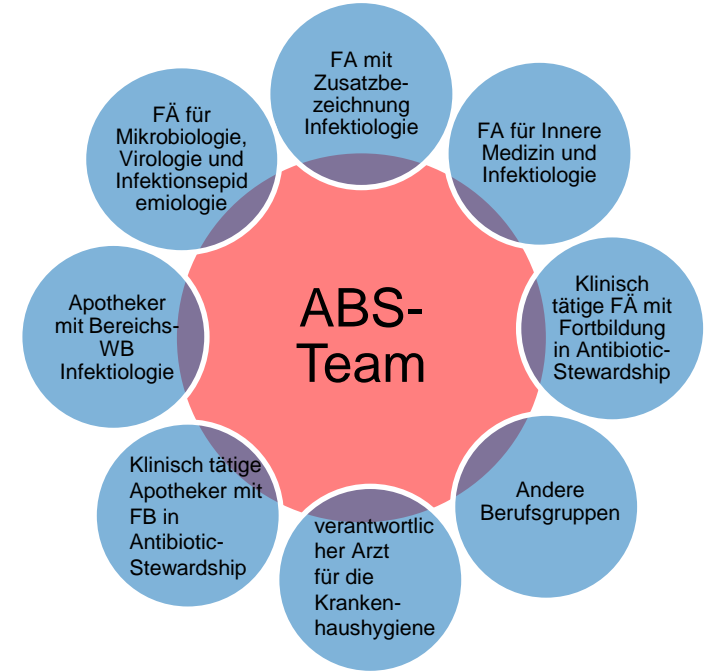 FA mit
Zusatzbe-
zeichnung
Infektiologie
FA für Innere
Medizin und
Infektiologie
Klinisch
tätige FÄ mit
Fortbildung
in Antibiotic-
Stewardship
Andere
Berufsgruppen
verantwortlic
her Arzt
für die
Kranken-
haushygiene
Klinisch tätige
Apotheker mit
FB in
Antibiotic-
Stewardship
Apotheker
mit Bereichs-
WB
Infektiologie
FÄ für
Mikrobiologie,
Virologie und
Infektionsepid
emiologie
ABS-
Team